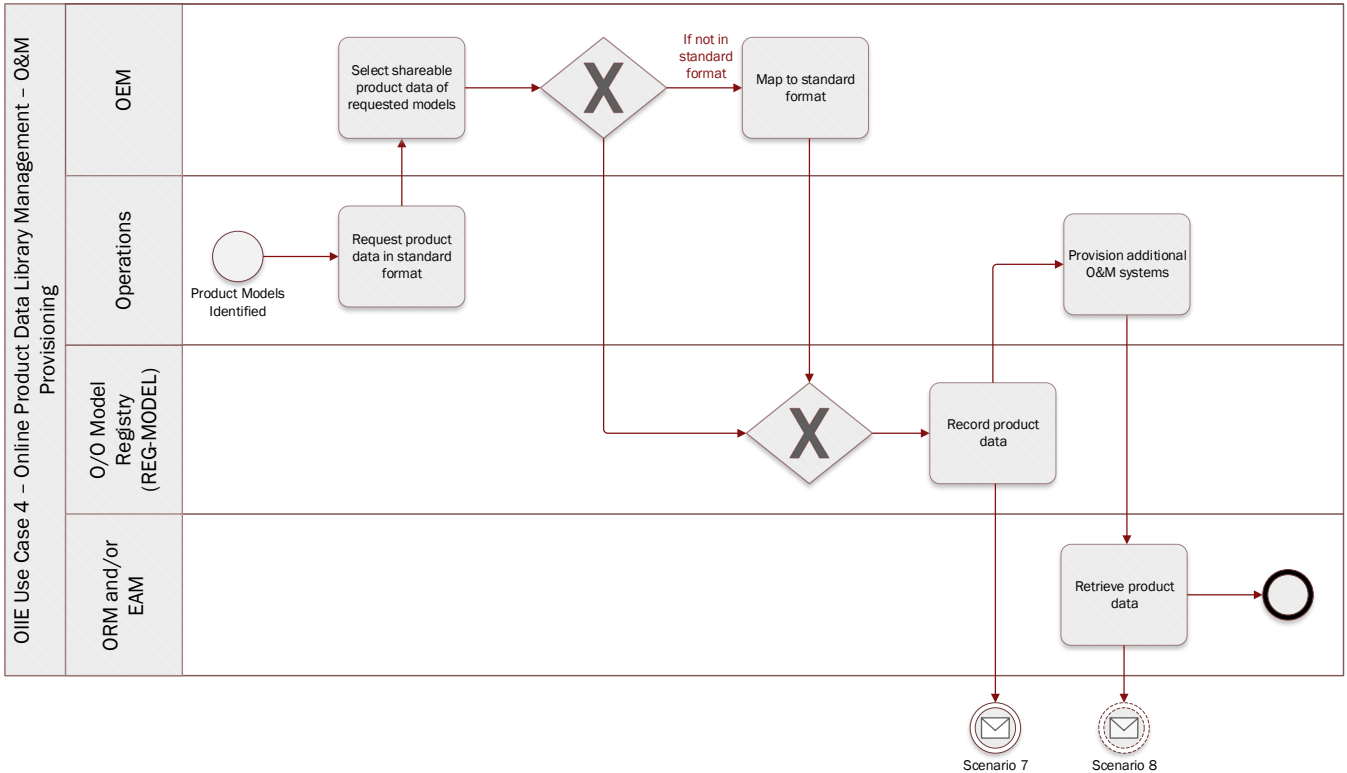 OIIE Use Case 4 – Online Product Data Library Management – O&M
Provisioning
OEM
Select shareable
product data of
requested models
X
If not in
standard
format
Map to standard
format
Operations
Product Models
Identified
Request product
data in standard
format
Provision additional
O&M systems
O/O Model
Registry
(REG-MODEL)
X
Record product
data
ORM and/or
EAM
Retrieve product
data
Scenario 7
Scenario 8